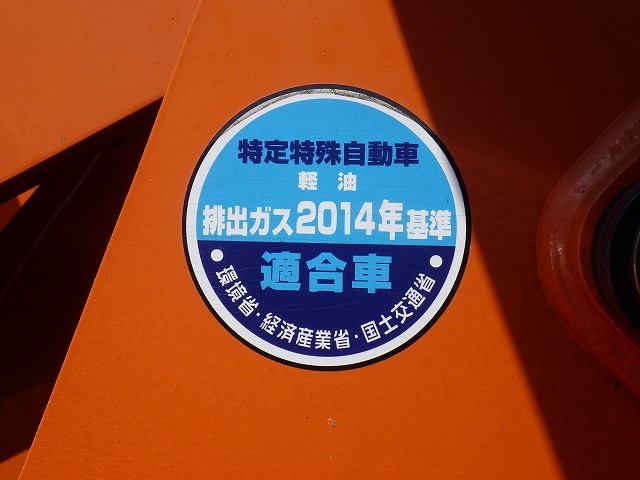 特定特殊自動車
軽油
排出ガス2014年基準
適合車
環境省・経済産業省・国土交通省